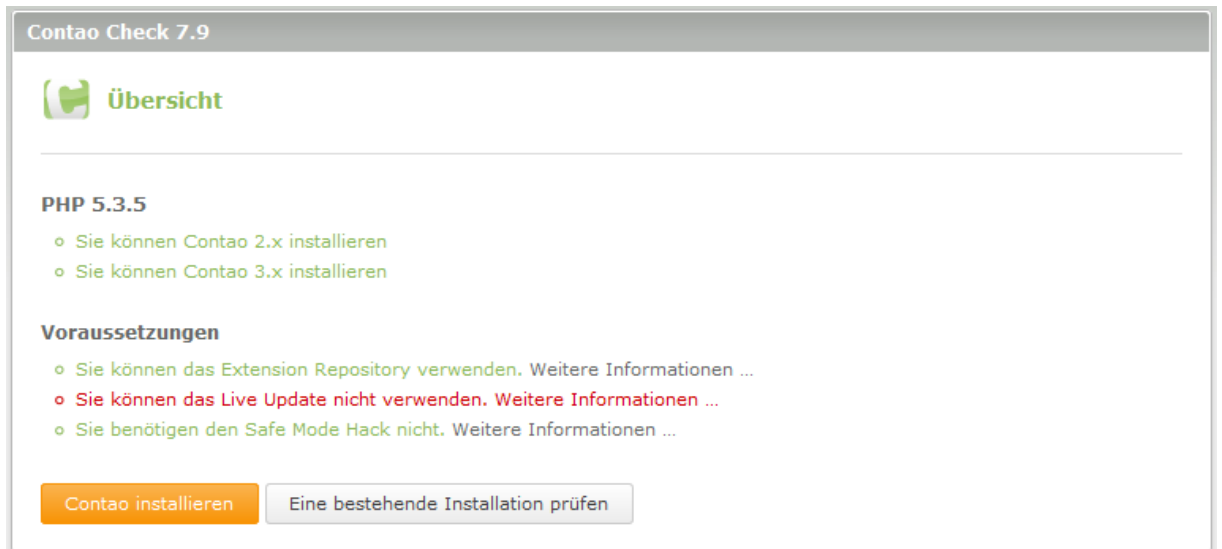 Contao Check 7.9
Übersicht
PHP 5.3.5
Sie können Contao 2.x installieren
Sie können Contao 3.x installieren
Voraussetzungen
Sie können das Extension Repository verwenden. Weitere Informationen …
Sie können das Live Update nicht verwenden. Weitere Informationen …
Sie benötigen den Safe Mode Hack nicht. Weitere Informationen …
Contao installieren Eine bestehende Installation prüfen